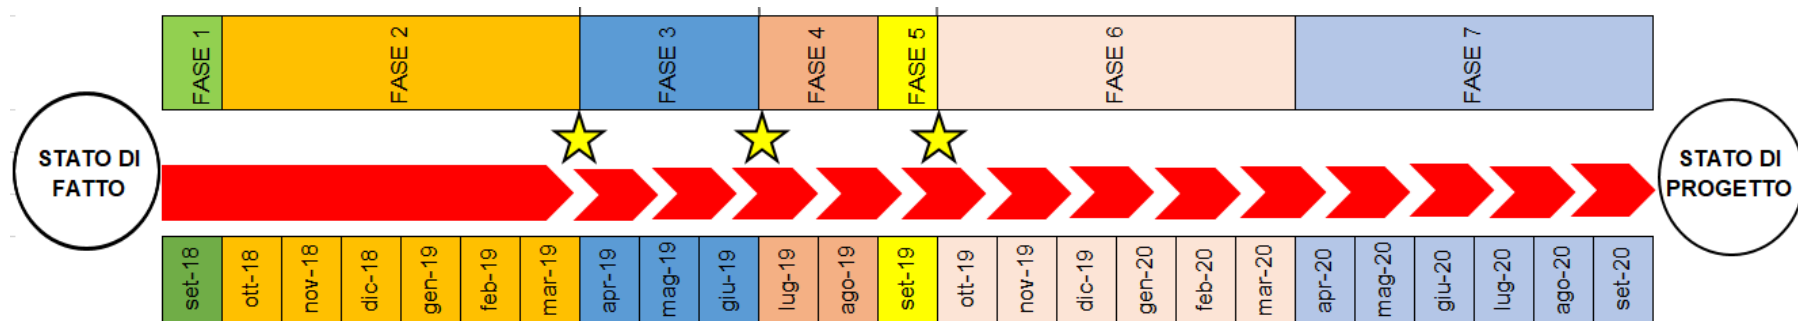 FASE 1
FASE 2
FASE 3
FASE 4
FASE 5
FASE 6
FASE 7
STATO DI
FATTO
STATO DI
PROGETTO
set-18
ott-18
nov-18
dic-18
gen-19
feb-19
mar-19
apr-19
mag-19
giu-19
lug-19
ago-19
set-19
ott-19
nov-19
dic-19
gen-20
feb-20
mar-20
apr-20
mag-20
giu-20
lug-20
ago-20
set-20